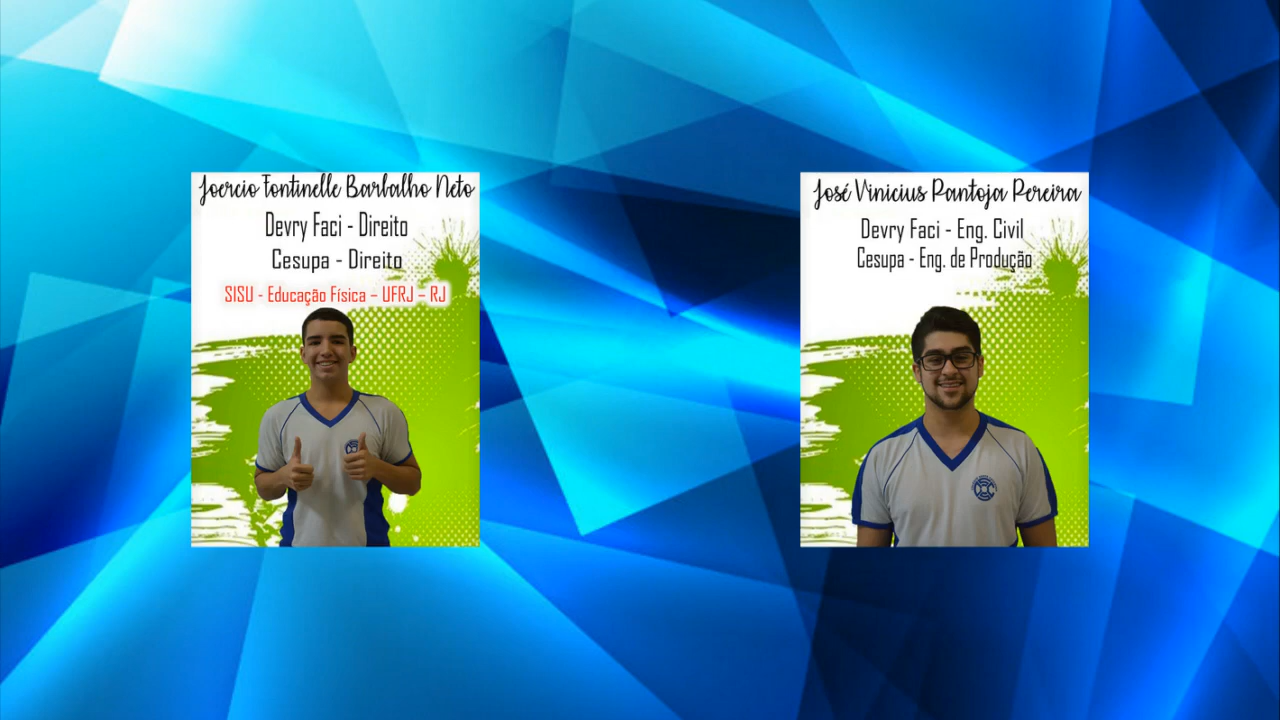 Joercio Fontinelle Barbalho Neto
Devry Faci - Direito
Cesupa - Direito
SISU - Educação Física – UFRJ – RJ
José Vinicius Pantoja Pereira
Devry Faci - Eng. Civil
Cesupa - Eng. de Produção